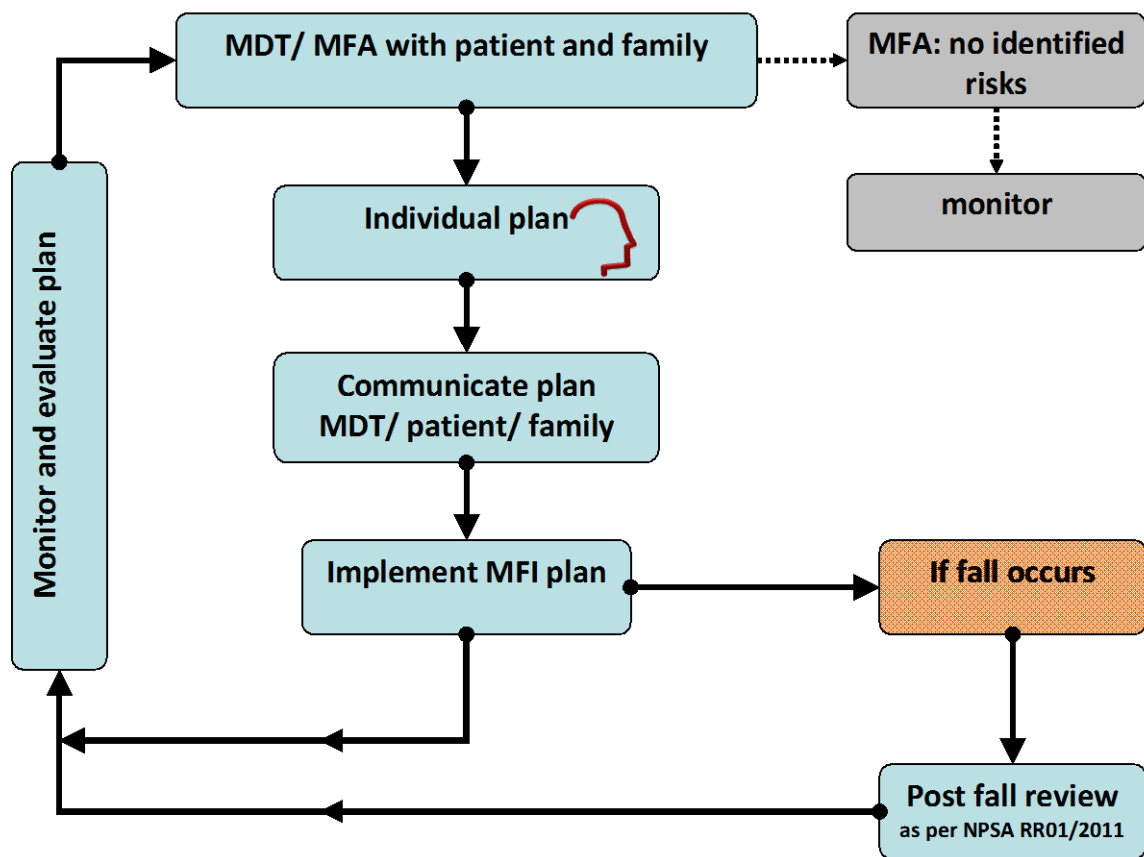 MDT/ MFA with patient and family
MFA: no identified
risks
monitor
Individual plan
Monitor and evaluate plan
Communicate plan
MDT/ patient/ family
Implement MFI plan
If fall occurs
Post fall review
as per NPSA RR01/2011